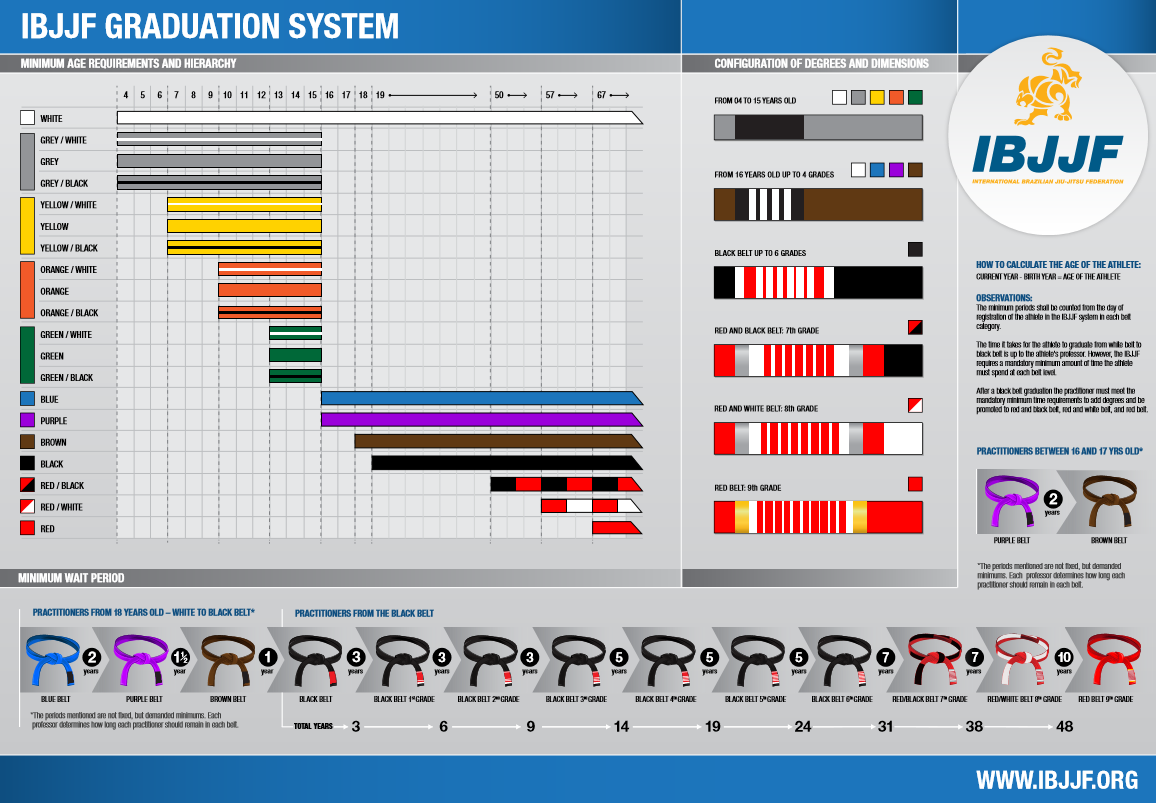 IBJJF GRADUATION SYSTEM
MINIMUM AGE REQUIREMENTS AND HIERARCHY
4 5 6 7 8 9 10 11 12 13 14 15 16 17 18 19 50 57 67
WHITE
GREY / WHITE
GREY
GREY / BLACK
YELLOW / WHITE
YELLOW
YELLOW / BLACK
ORANGE / WHITE
ORANGE
ORANGE / BLACK
GREEN / WHITE
GREEN
GREEN / BLACK
BLUE
PURPLE
BROWN
BLACK
RED / BLACK
RED / WHITE
RED
CONFIGURATION OF DEGREES AND DIMENSIONS
FROM 04 TO 15 YEARS OLD
FROM 16 YEARS OLD UP TO 4 GRADES
BLACK BELT UP TO 6 GRADES
RED AND BLACK BELT: 7th GRADE
RED AND WHITE BELT: 8th GRADE
RED BELT: 9th GRADE
IBJJF
INTERNATIONAL BRAZILIAN JIU-JITSU FEDERATION
HOW TO CALCULATE THE AGE OF THE ATHLETE:
CURRENT YEAR - BIRTH YEAR = AGE OF THE ATHLETE
OBSERVATIONS:
The minimum periods shall be counted from the day of
registration of the athlete in the IBJJF system in each belt
category.
The time it takes for the athlete to graduate from white belt to
black belt is up to the athlete's professor. However, the IBJJF
requires a mandatory minimum amount of time the athlete
must spend at each belt level.
After a black belt graduation the practitioner must meet the
mandatory minimum time requirements to add degrees and be
promoted to red and black belt, red and white belt, and red belt.
PRACTITIONERS BETWEEN 16 AND 17 YRS OLD*
2
years
PURPLE BELT BROWN BELT
*The periods mentioned are not fixed, but demanded
minimums. Each professor determines how long each
practitioner should remain in each belt.
MINIMUM WAIT PERIOD
PRACTITIONERS FROM 18 YEARS OLD – WHITE TO BLACK BELT*
2 1½ 1
years year year
BLUE BELT PURPLE BELT BROWN BELT
*The periods mentioned are not fixed, but demanded minimums. Each
professor determines how long each practitioner should remain in each belt.
PRACTITIONERS FROM THE BLACK BELT
3 3 3 5 5 5 7 7 10
years years years years years years years years years
BLACK BELT BLACK BELT 1st GRADE BLACK BELT 2nd GRADE BLACK BELT 3rd GRADE BLACK BELT 4th GRADE BLACK BELT 5th GRADE BLACK BELT 6th GRADE RED/BLACK BELT 7th GRADE RED/WHITE BELT 8th GRADE RED BELT 9th GRADE
TOTAL YEARS 3 6 9 14 19 24 31 38 48
WWW.IBJJF.ORG